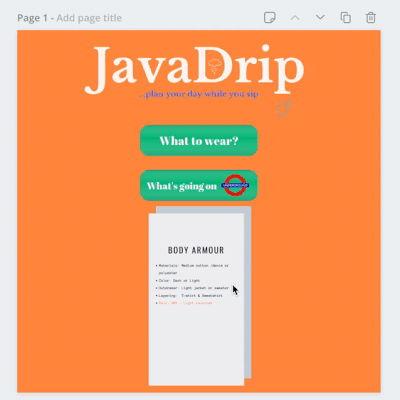 Page 1 - Add page title
JavaDrip
...plan your day while you sip
What to wear?
What's going on
UNDERGROUND
BODY ARMOUR
• Materials: Medium cotton /denim or
polyester
• Color: Dark or Light
• Outerwear: Light jacket or sweater
• Layering: T-shirt & Sweatshirt